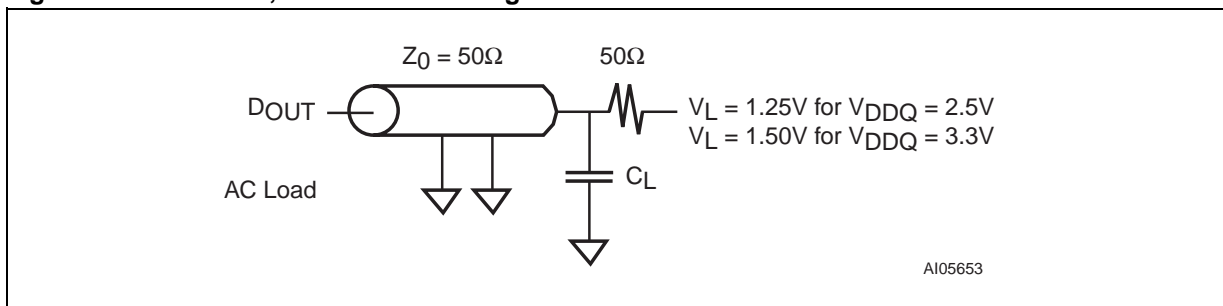 Z0 = 50Ω
50Ω
DOUT
VL = 1.25V for VDDQ = 2.5V
VL = 1.50V for VDDQ = 3.3V
CL
AC Load
AI05653